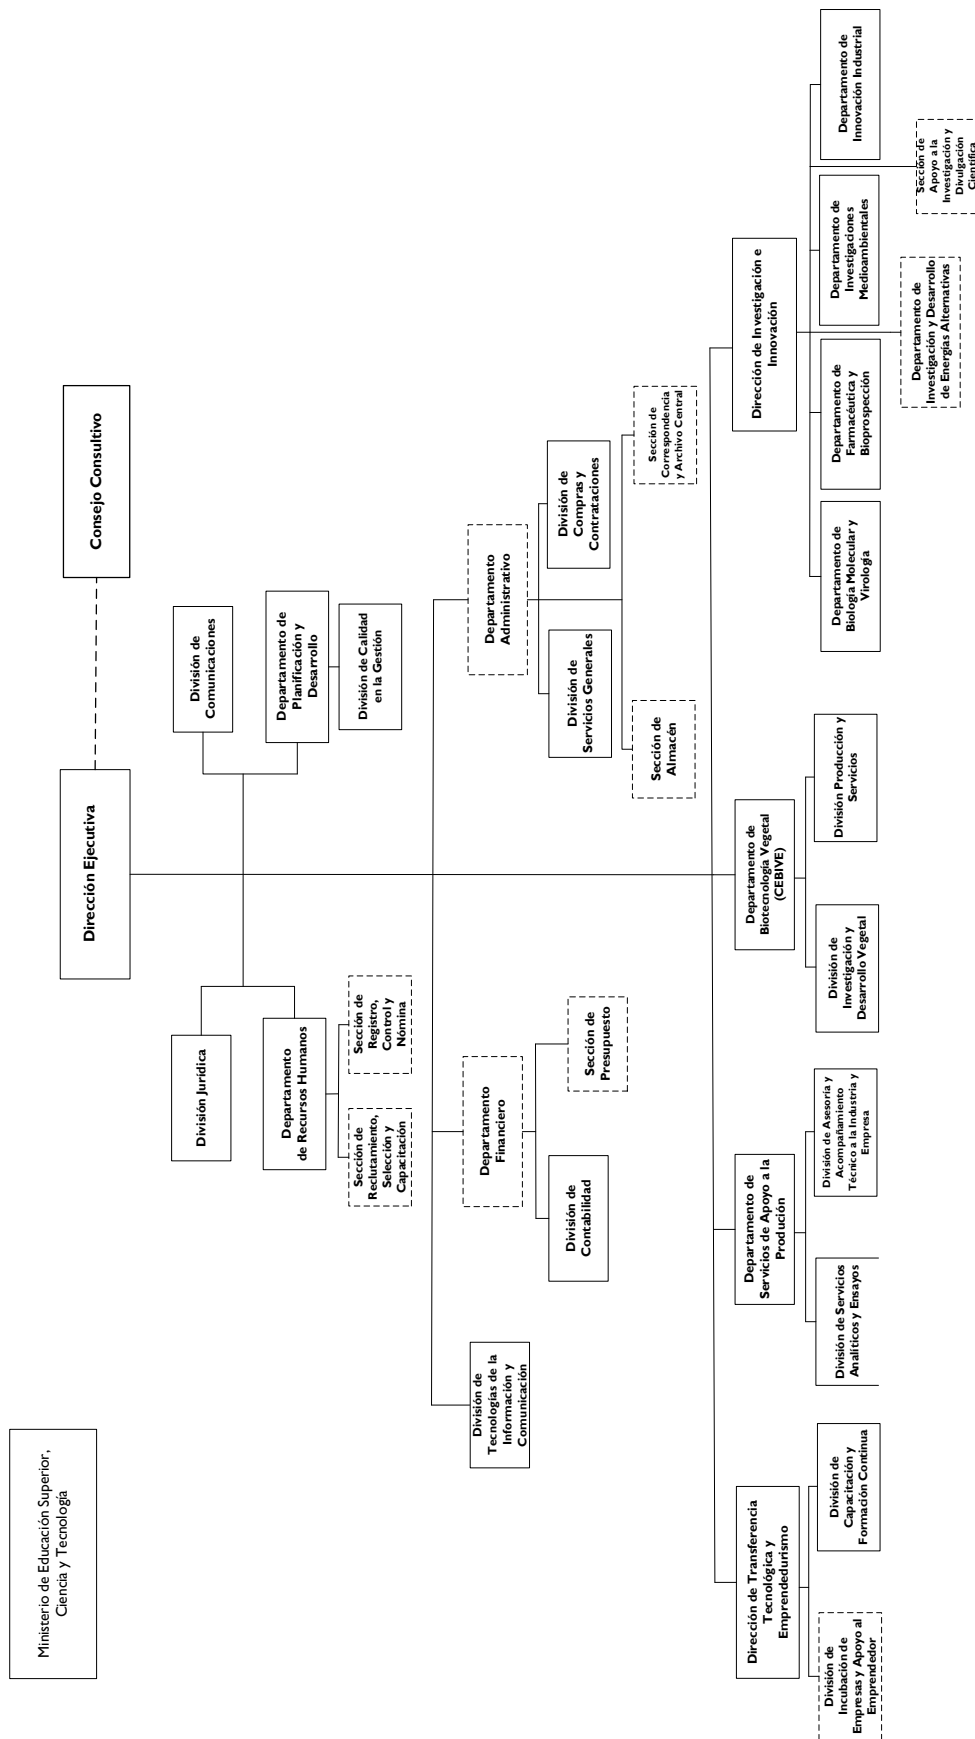 Ministerio de Educación Superior,
Ciencia y Tecnología
Dirección Ejecutiva
Consejo Consultivo
División Jurídica
División de
Comunicaciones
Departamento
de Recursos Humanos
Departamento de
Planificación y
Desarrollo
Sección de
Reclutamiento,
Selección y
Capacitación
Sección de
Registro,
Control y
Nómina
División de Calidad
en la Gestión
División de
Tecnologías de la
Información y
Comunicación
Departamento
Financiero
Departamento
Administrativo
División de
Contabilidad
Sección de
Presupuesto
División de
Servicios Generales
División de
Compras y
Contrataciones
Sección de
Almacén
Sección de
Correspondencia
y Archivo Central
Dirección de Transferencia
Tecnológica y
Emprendedurismo
Departamento de
Servicios de Apoyo a la
Produción
Departamento de
Biotecnología Vegetal
(CEBIVE)
Dirección de Investigación e
Innovación
División de
Incubación de
Empresas y Apoyo al
Emprendedor
División de
Capacitación y
Formación Continua
División de Servicios
Analíticos y Ensayos
División de Asesoría y
Acompañamiento
Técnico a la Industria y
Empresa
División de
Investigación y
Desarrollo Vegetal
División Producción y
Servicios
Departamento de
Biología Molecular y
Virología
Departamento de
Farmacéutica y
Bioprospección
Departamento de
Investigaciones
Medioambientales
Departamento de
Innovación Industrial
Departamento de
Investigación y Desarrollo
de Energías Alternativas
Sección de
Apoyo a la
Investigación y
Divulgación
Científica